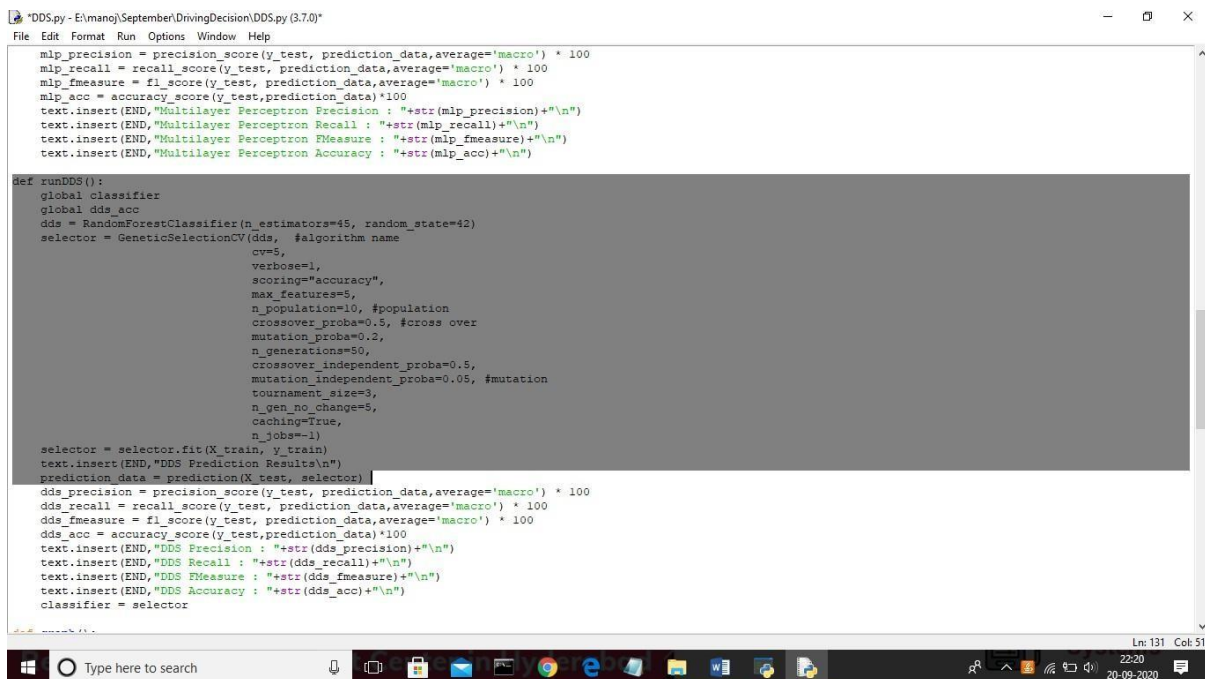 *DDS.py - E:\manoj\September\DrivingDecision\DDS.py (3.7.0)*
File Edit Format Run Options Window Help
mlp_precision = precision_score(y_test, prediction_data,average='macro') * 100
mlp_recall = recall_score(y_test, prediction_data,average='macro') * 100
mlp_fmeasure = f1_score(y_test, prediction_data,average='macro') * 100
mlp_acc = accuracy_score(y_test,prediction_data)*100
text.insert(END,"Multilayer Perceptron Precision : "+str(mlp_precision)+"\n")
text.insert(END,"Multilayer Perceptron Recall : "+str(mlp_recall)+"\n")
text.insert(END,"Multilayer Perceptron FMeasure : "+str(mlp_fmeasure)+"\n")
text.insert(END,"Multilayer Perceptron Accuracy : "+str(mlp_acc)+"\n")
def runDDS():
global classifier
global dds_acc
dds = RandomForestClassifier(n_estimators=45, random_state=42)
selector = GeneticSelectionCV(dds, #algorithm name
cv=5,
verbose=1,
scoring="accuracy",
max_features=5,
n_population=10, #population
crossover_proba=0.5, #cross over
mutation_proba=0.2,
n_generations=50,
crossover_independent_proba=0.5,
mutation_independent_proba=0.05, #mutation
tournament_size=3,
n_gen_no_change=5,
caching=True,
n_jobs=-1)
selector = selector.fit(X_train, y_train)
text.insert(END,"DDS Prediction Results\n")
prediction_data = prediction(X_test, selector)
dds_precision = precision_score(y_test, prediction_data,average='macro') * 100
dds_recall = recall_score(y_test, prediction_data,average='macro') * 100
dds_fmeasure = f1_score(y_test, prediction_data,average='macro') * 100
dds_acc = accuracy_score(y_test,prediction_data)*100
text.insert(END,"DDS Precision : "+str(dds_precision)+"\n")
text.insert(END,"DDS Recall : "+str(dds_recall)+"\n")
text.insert(END,"DDS FMeasure : "+str(dds_fmeasure)+"\n")
text.insert(END,"DDS Accuracy : "+str(dds_acc)+"\n")
classifier = selector
Ln: 131 Col: 51
Type here to search
22:20
20-09-2020